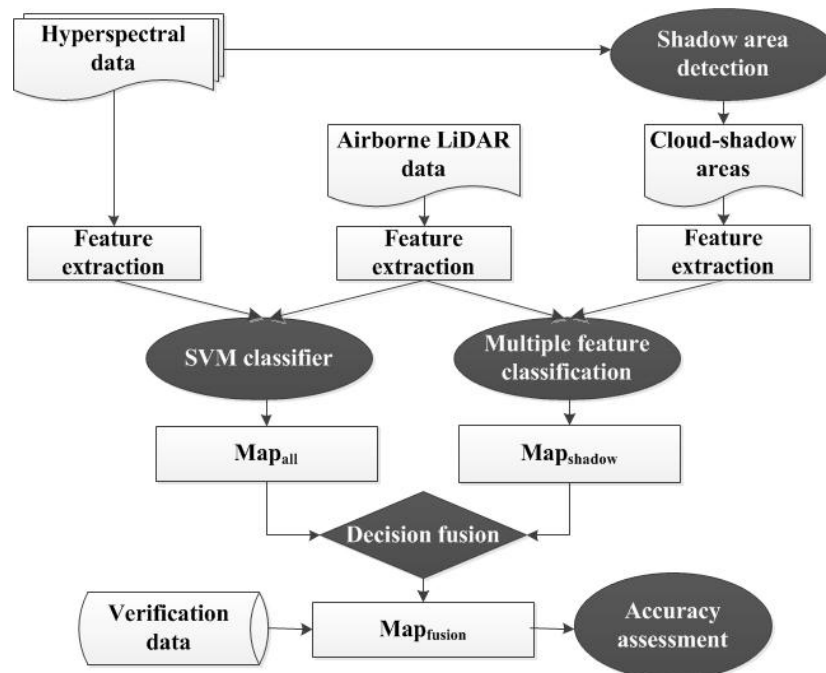 Hyperspectral
data
Shadow area
detection
Airborne LiDAR
data
Cloud-shadow
areas
Feature
extraction
Feature
extraction
Feature
extraction
SVM classifier
Multiple feature
classification
Mapall
Mapshadow
Decision fusion
Verification
data
Mapfusion
Accuracy
assessment